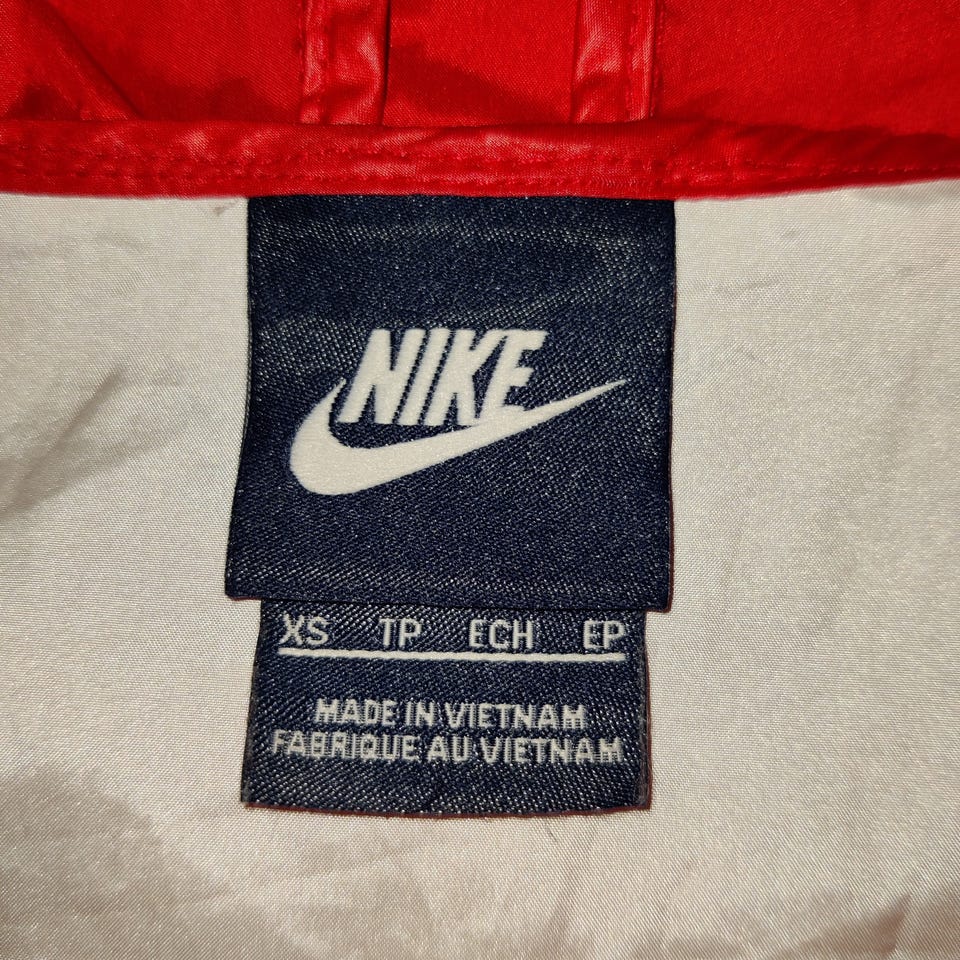 NIKE
XS TP ECH EP
MADE IN VIETNAM
FABRIQUE AU VIETNAM